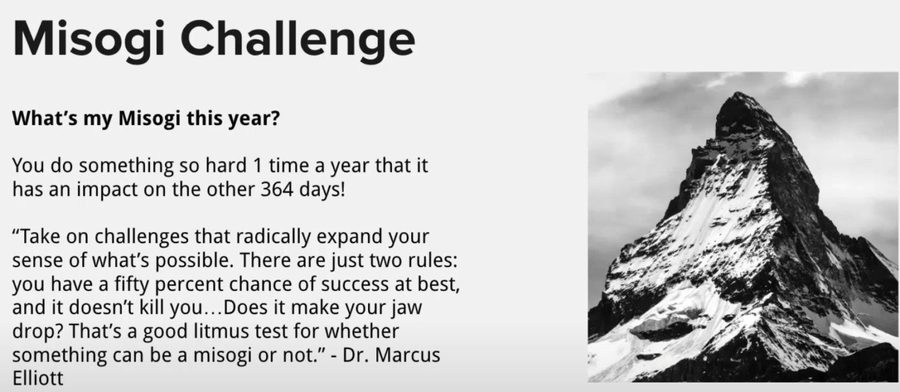 Misogi Challenge
What’s my Misogi this year?
You do something so hard 1 time a year that it
has an impact on the other 364 days!
“Take on challenges that radically expand your
sense of what’s possible. There are just two rules:
you have a fifty percent chance of success at best,
and it doesn’t kill you…Does it make your jaw
drop? That’s a good litmus test for whether
something can be a misogi or not.” - Dr. Marcus
Elliott